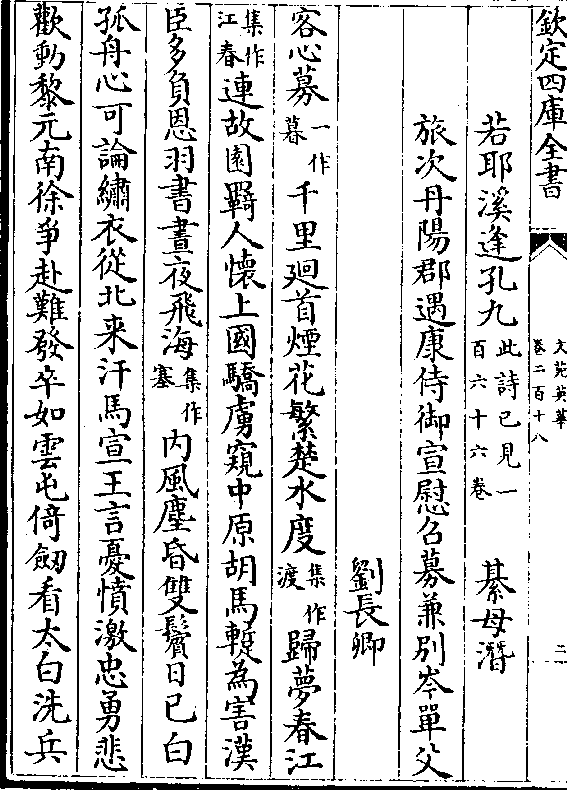 欽定四庫全書
文苑英華
卷二百十八
二
若耶溪逢孔九此詩已見一百六十六卷 綦毋潛
旅次丹陽郡遇康侍御宣慰召募兼别岑單父
劉長卿
客心募一作暮千里廻首煙花繁楚水度集作渡歸夢春江
集作江春連故園羇人懷上國驕虜窺中原胡馬蹔為害漢
臣多負恩羽書晝夜飛海集作塞内風塵昏雙鬢日已白
孤舟心可論繡衣從北来汗馬宣王言憂憤激忠勇悲
歡動黎元南徐爭赴難發卒如雲屯倚劒看太白洗兵